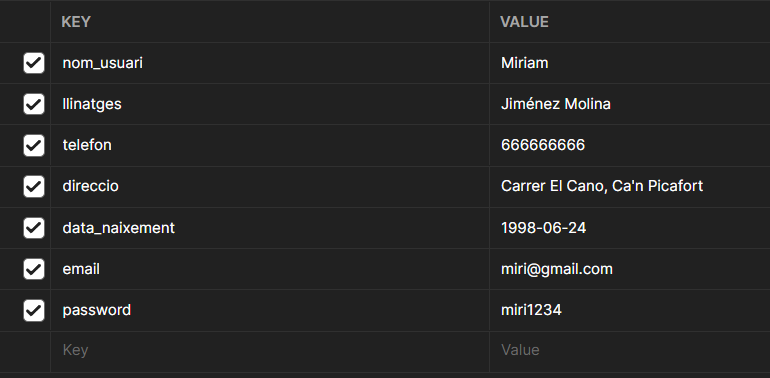 KEY VALUE
nom_usuari Miriam
llinatges Jiménez Molina
telefon 666666666
direccio Carrer El Cano, Ca'n Picafort
data_naixement 1998-06-24
email miri@gmail.com
password miri1234
Key Value